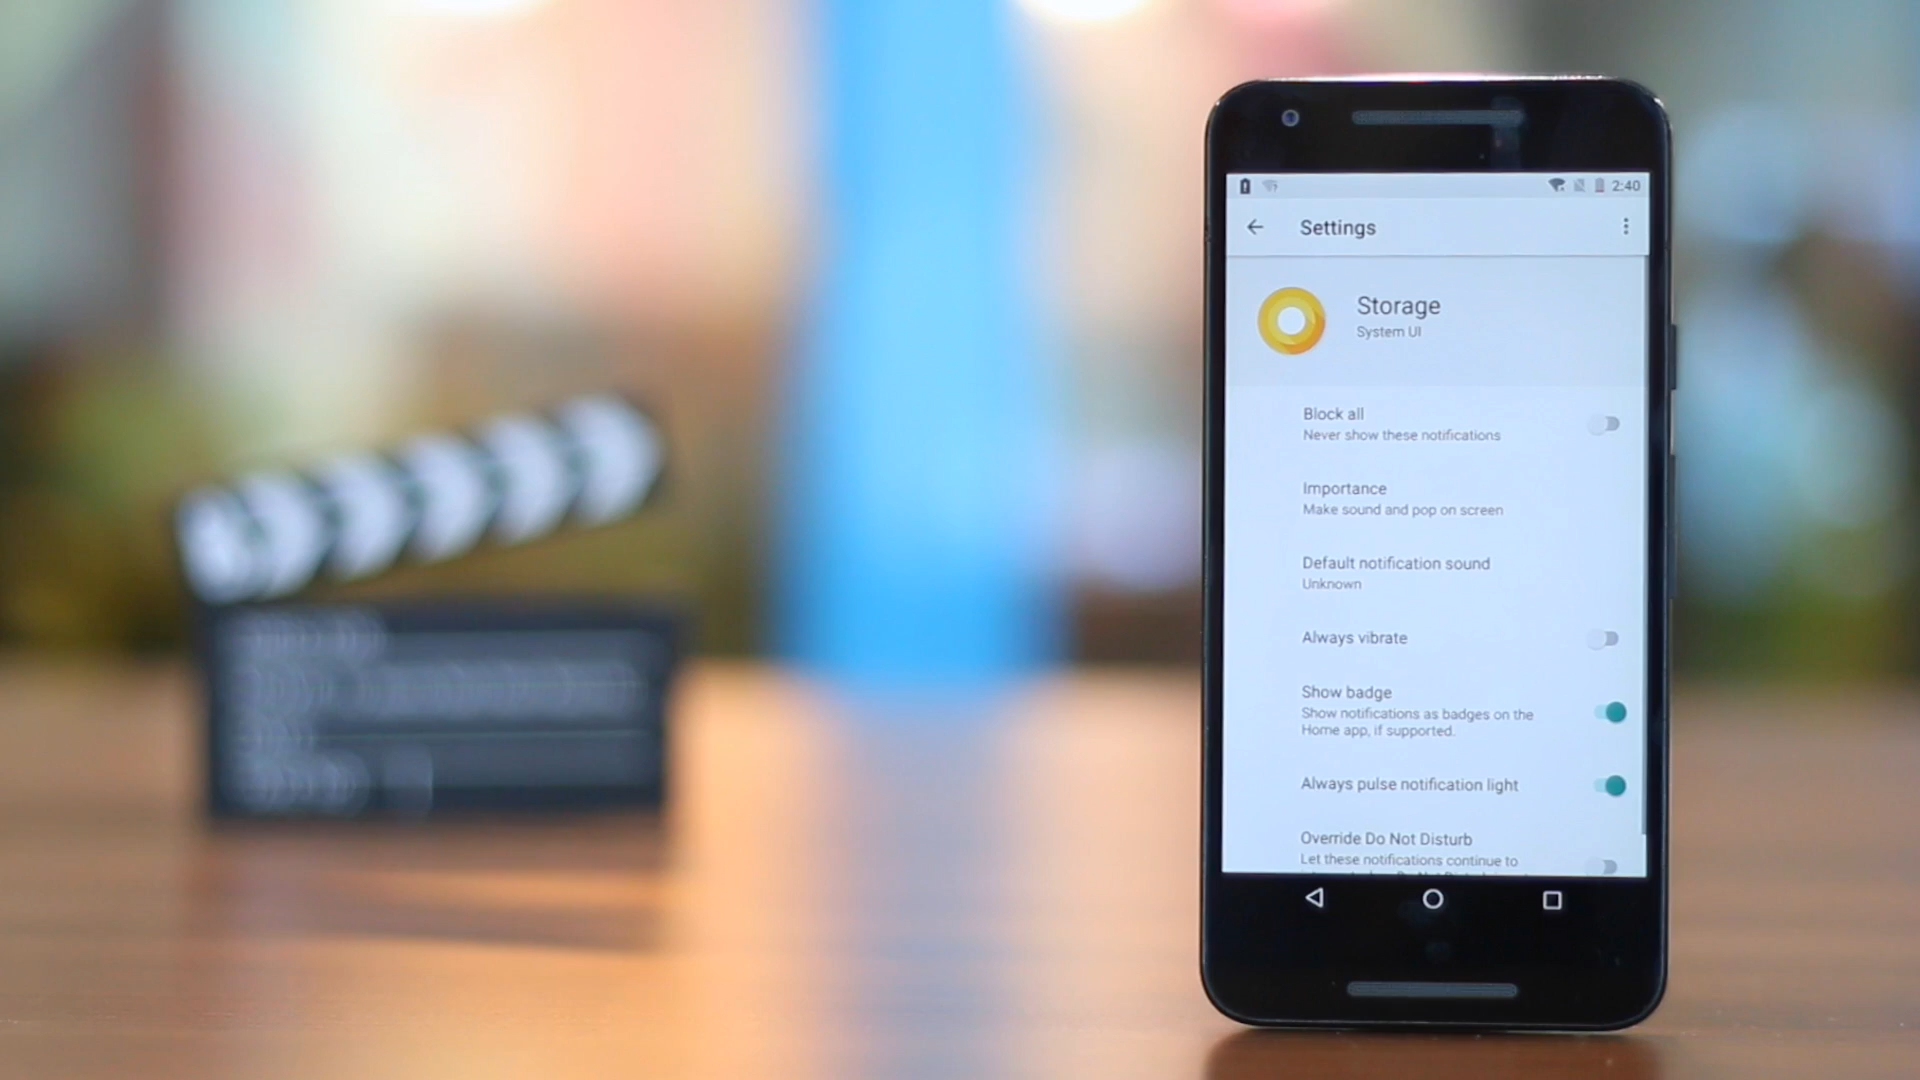 2:40
Settings
Storage
System UI
Block all
Never show these notifications
Importance
Make sound and pop on screen
Default notification sound
Unknown
Always vibrate
Show badge
Show notifications as badges on the
Home app, if supported.
Always pulse notification light
Override Do Not Disturb
Let these notifications continue to